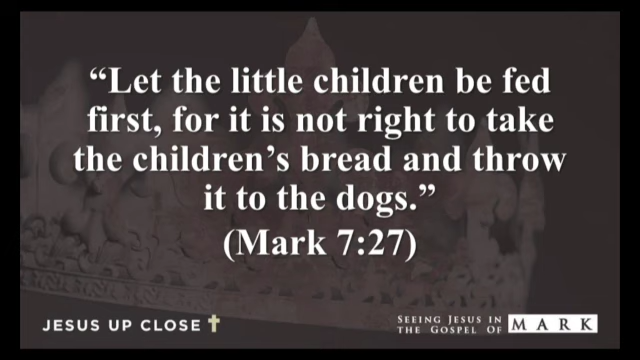 “Let the little children be fed
first, for it is not right to take
the children’s bread and throw
it to the dogs.”
(Mark 7:27)
JESUS UP CLOSE
SEEING JESUS IN
THE GOSPEL OF MARK